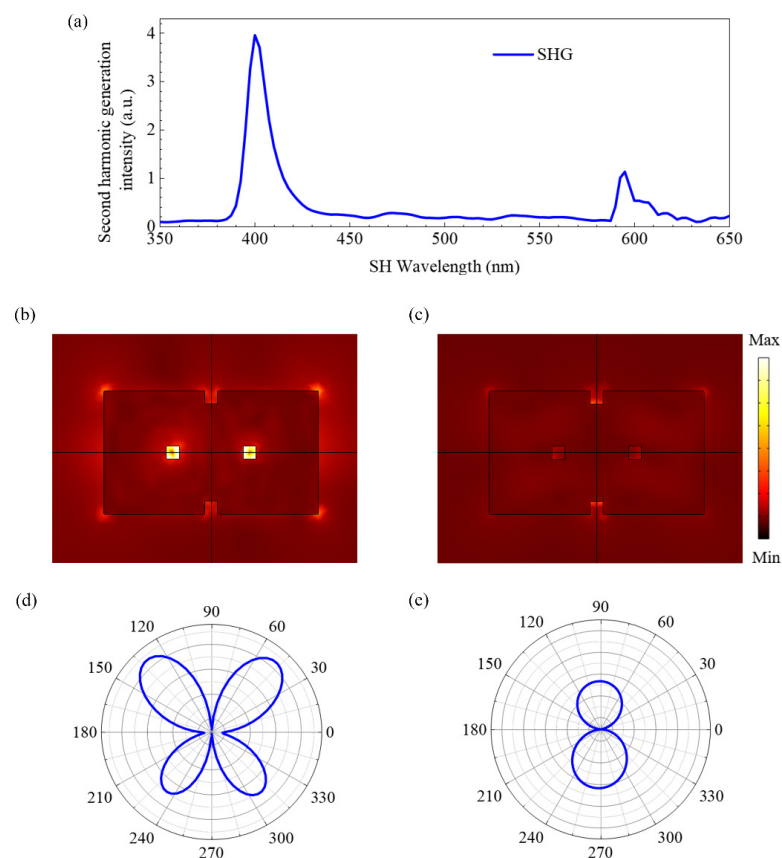 (a)
Second harmonic generation
intensity (a.u.)
4
3
2
1
0
SHG
350 400 450 500 550 600 650
SH Wavelength (nm)
(b)
(c)
Max
Min
(d)
90
120 60
150 30
180 0
210 330
240 300
270
(e)
90
120 60
150 30
180 0
210 330
240 300
270